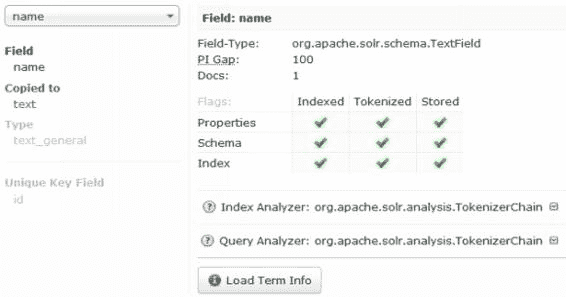 name
Field
name
Copied to
text
Type
text_general
Unique Key Field
id
Field: name
Field-Type: org.apache.solr.schema.TextField
PI Gap: 100
Docs: 1
Flags: Indexed Tokenized Stored
Properties
Schema
Index
Index Analyzer: org.apache.solr.analysis.TokenizerChain
Query Analyzer: org.apache.solr.analysis.TokenizerChain
Load Term Info